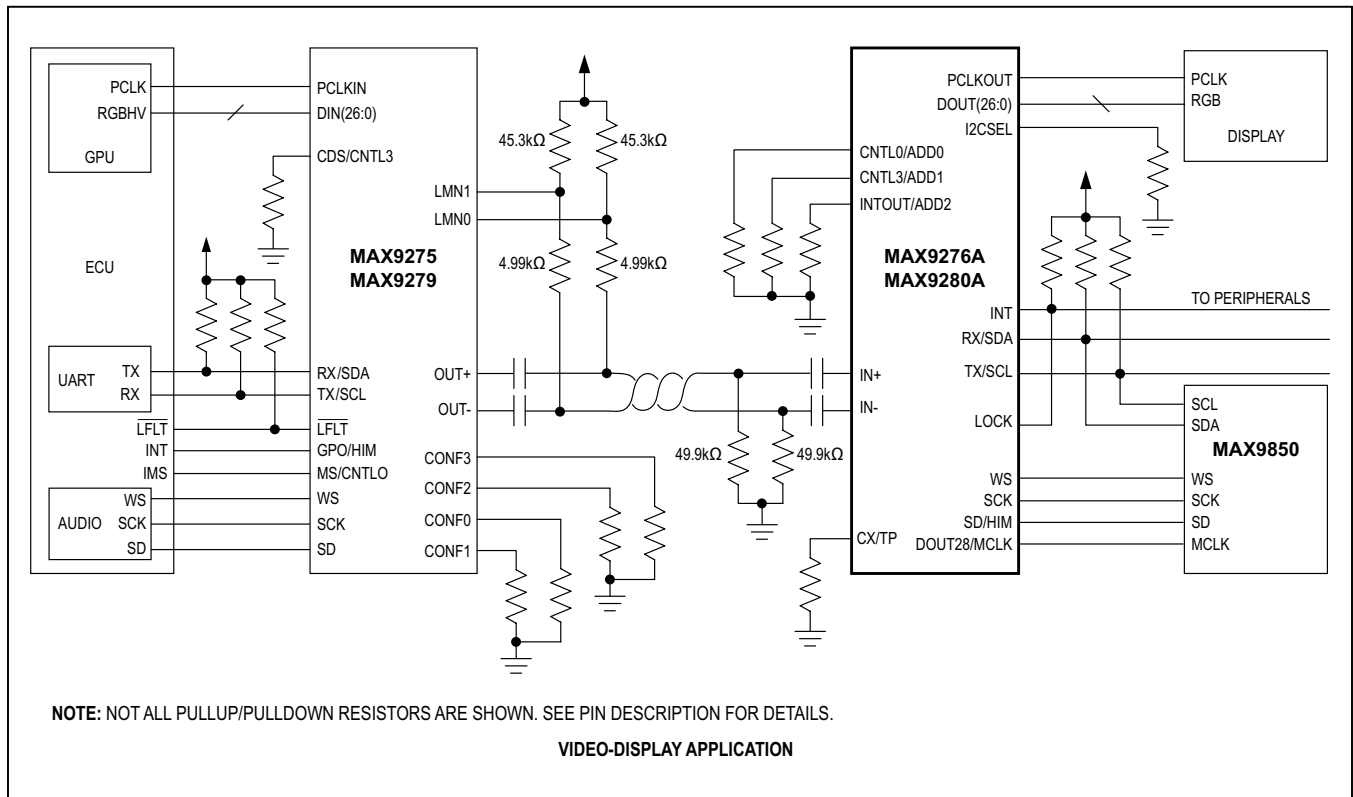 PCLK
RGBHV
GPU
ECU
UART
TX
RX
LFLT
INT
IMS
AUDIO
WS
SCK
SD
PCLKIN
DIN(26:0)
CDS/CNTL3
LMN1
LMN0
MAX9275
MAX9279
RX/SDA
TX/SCL
LFLT
GPO/HIM
MS/CNTLO
WS
SCK
SD
OUT+
OUT-
CONF3
CONF2
CONF0
CONF1
45.3kΩ
45.3kΩ
4.99kΩ
4.99kΩ
49.9kΩ
49.9kΩ
PCLKOUT
DOUT(26:0)
I2CSEL
CNTL0/ADD0
CNTL3/ADD1
INTOUT/ADD2
MAX9276A
MAX9280A
INT
RX/SDA
TX/SCL
IN+
IN-
LOCK
WS
SCK
SD/HIM
CX/TP
DOUT28/MCLK
PCLK
RGB
DISPLAY
TO PERIPHERALS
SCL
SDA
MAX9850
WS
SCK
SD
MCLK
NOTE: NOT ALL PULLUP/PULLDOWN RESISTORS ARE SHOWN. SEE PIN DESCRIPTION FOR DETAILS.
VIDEO-DISPLAY APPLICATION